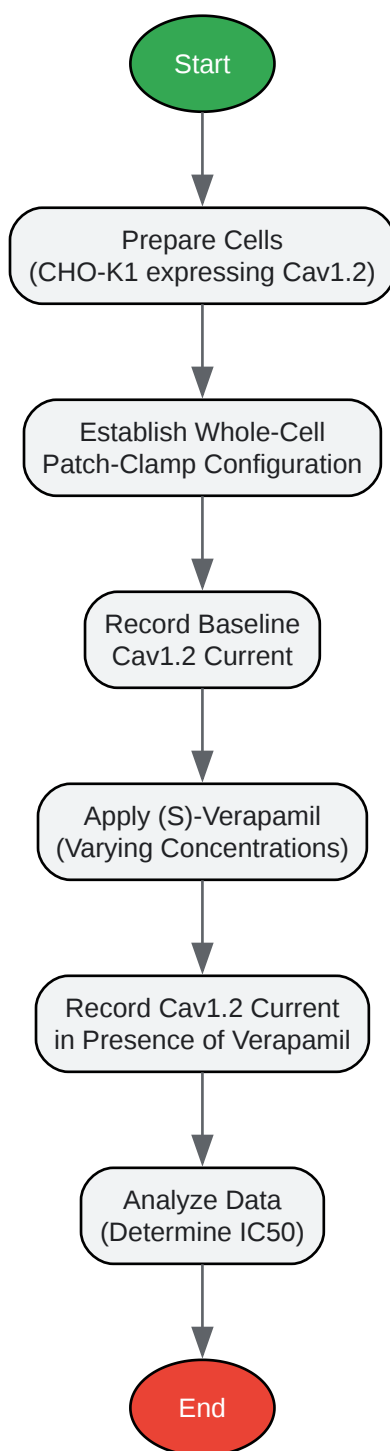 Start
Prepare Cells
(CHO-K1 expressing Cav1.2)
Establish Whole-Cell
Patch-Clamp Configuration
Record Baseline
Cav1.2 Current
Apply (S)-Verapamil
(Varying Concentrations)
Record Cav1.2 Current
in Presence of Verapamil
Analyze Data
(Determine IC50)
End